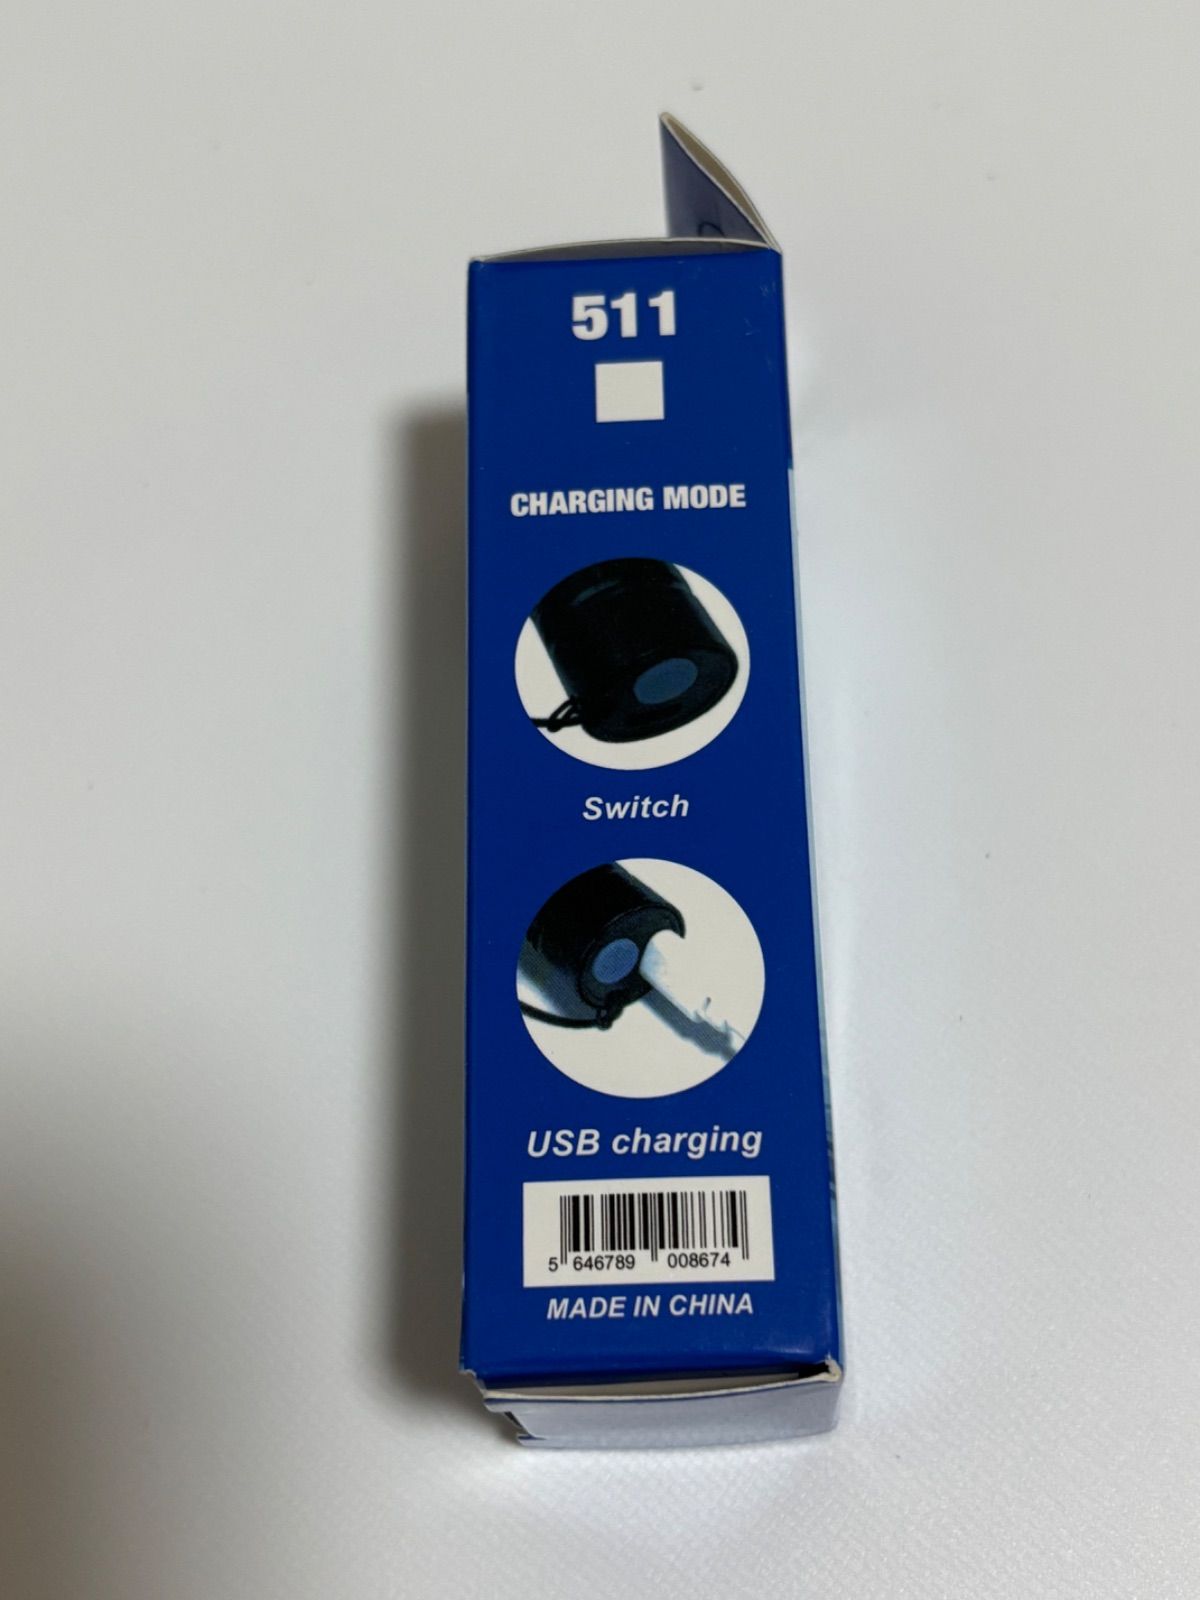 511
CHARGING MODE
Switch
USB charging
5 646789 008674
MADE IN CHINA